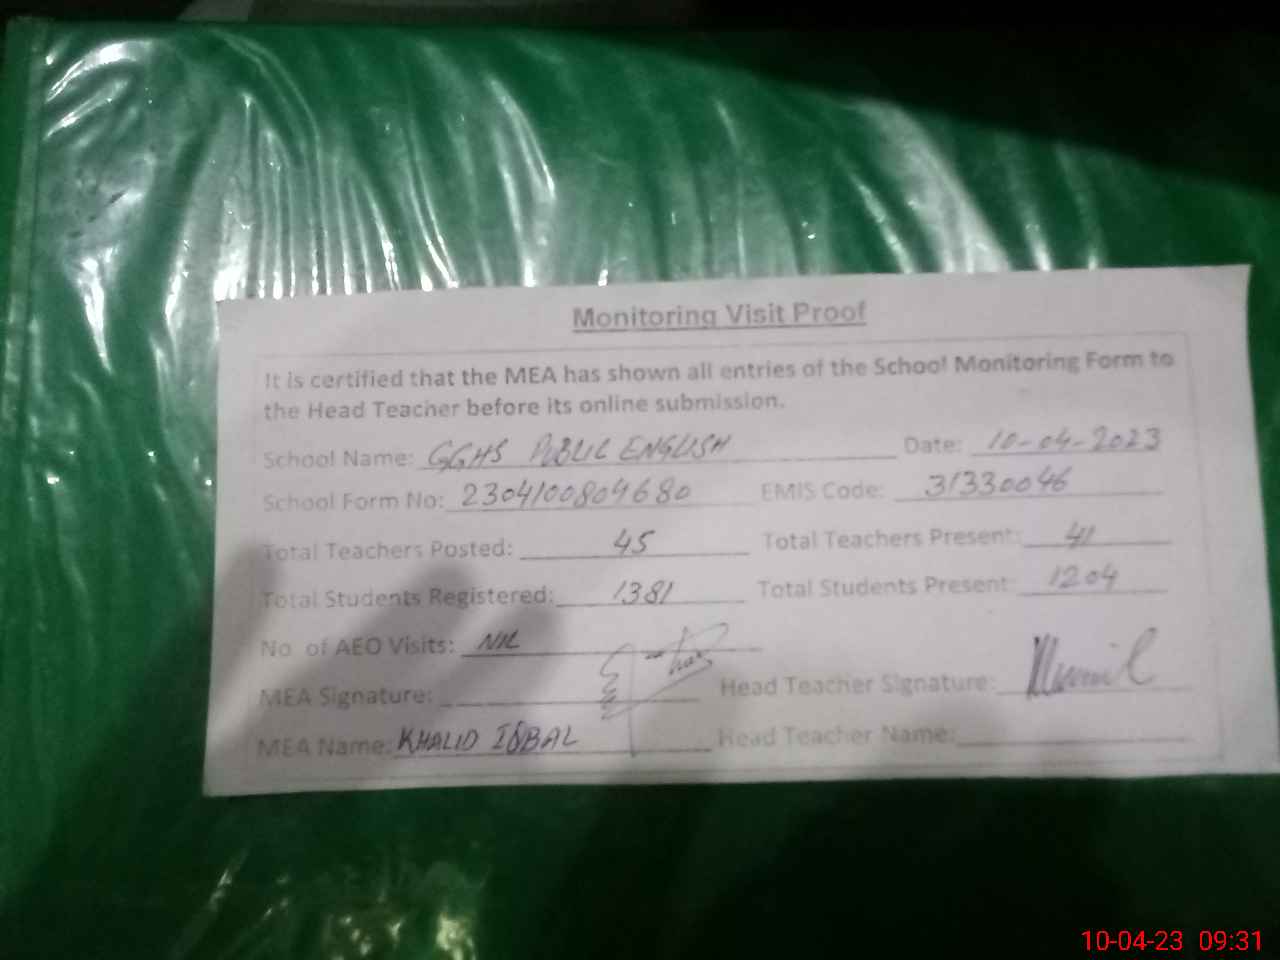 Monitoring Visit Proof
It is certified that the MEA has shown all entries of the School Monitoring Form to
the Head Teacher before its online submission.
School Name: GGHS PUBLIC ENGLISH Date: 10-04-2023
School Form No: 2304100804680 EMIS Code: 31330046
Total Teachers Posted: 45 Total Teachers Present: 41
Total Students Registered: 1381 Total Students Present: 1204
No. of AEO Visits: NIL
MEA Signature: Head Teacher Signature:
MEA Name: KHALID IQBAL Head Teacher Name:
10-04-23 09:31